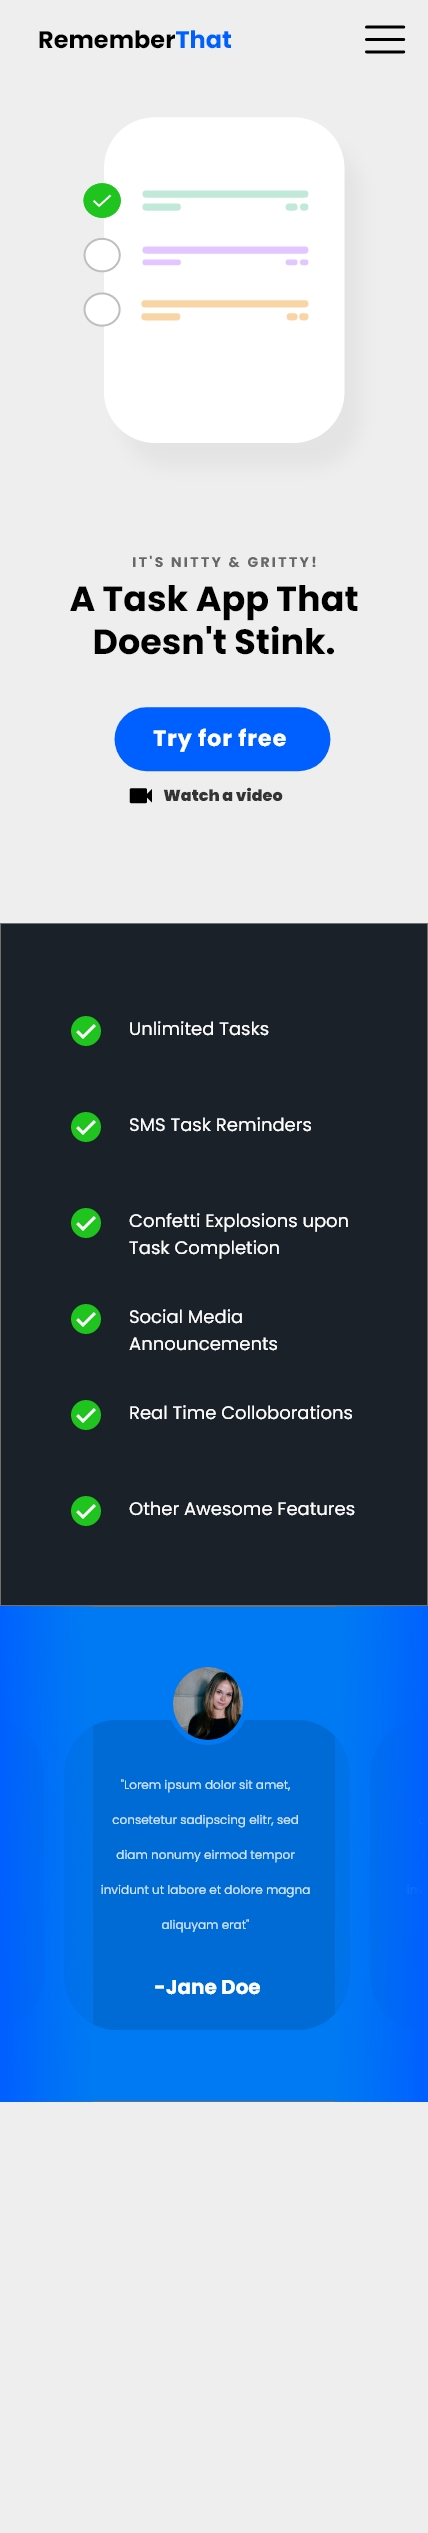 RememberThat
IT'S NITTY & GRITTY!
A Task App That
Doesn't Stink.
Try for free
Watch a video
Unlimited Tasks
SMS Task Reminders
Confetti Explosions upon
Task Completion
Social Media
Announcements
Real Time Colloborations
Other Awesome Features
"Lorem ipsum dolor sit amet,
consetetur sadipscing elitr, sed
diam nonumy eirmod tempor
invidunt ut labore et dolore magna
aliquyam erat"
-Jane Doe